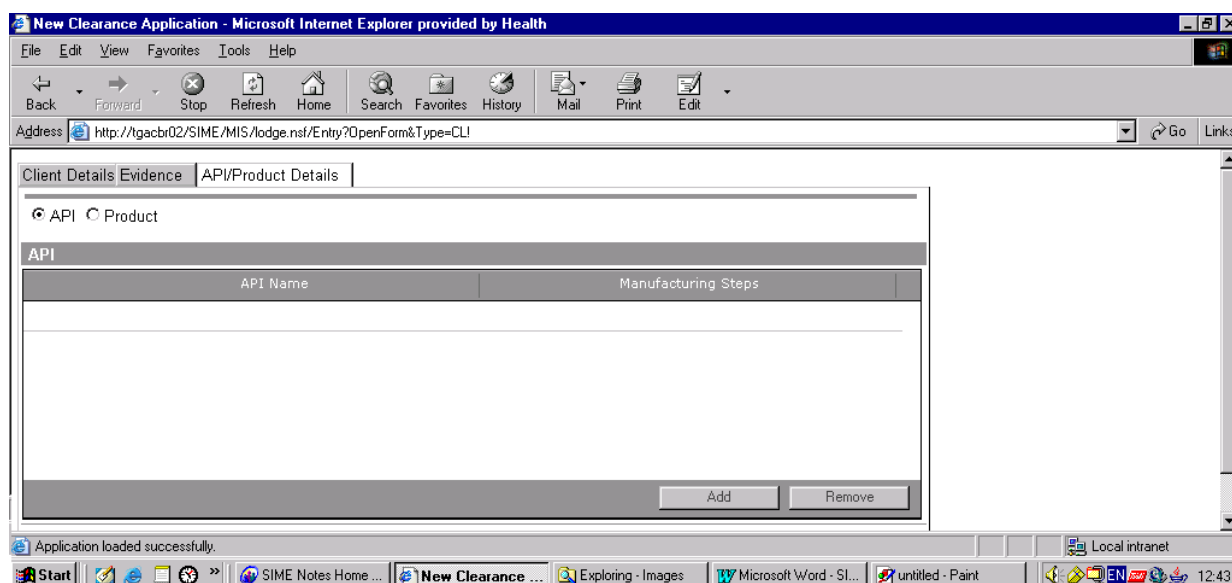 New Clearance Application - Microsoft Internet Explorer provided by Health
File Edit View Favorites Tools Help
Back Forward Stop Refresh Home Search Favorites History Mail Print Edit
Address http://tgacbr02/SIME/MIS/lodge.nsf/Entry?OpenForm&Type=CL! Go Links
Client Details Evidence API/Product Details
API Product
API
API Name Manufacturing Steps
Add Remove
Application loaded successfully. Local intranet
Start » SIME Notes Home ... New Clearance ... Exploring - Images Microsoft Word - SI... untitled - Paint EN 12:4